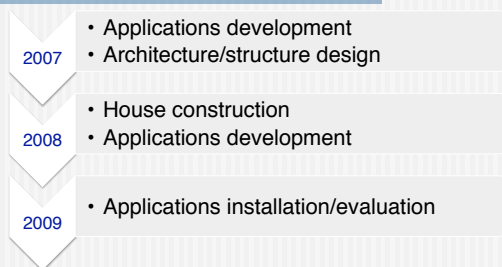 2007
• Applications development
• Architecture/structure design
2008
• House construction
• Applications development
2009
• Applications installation/evaluation